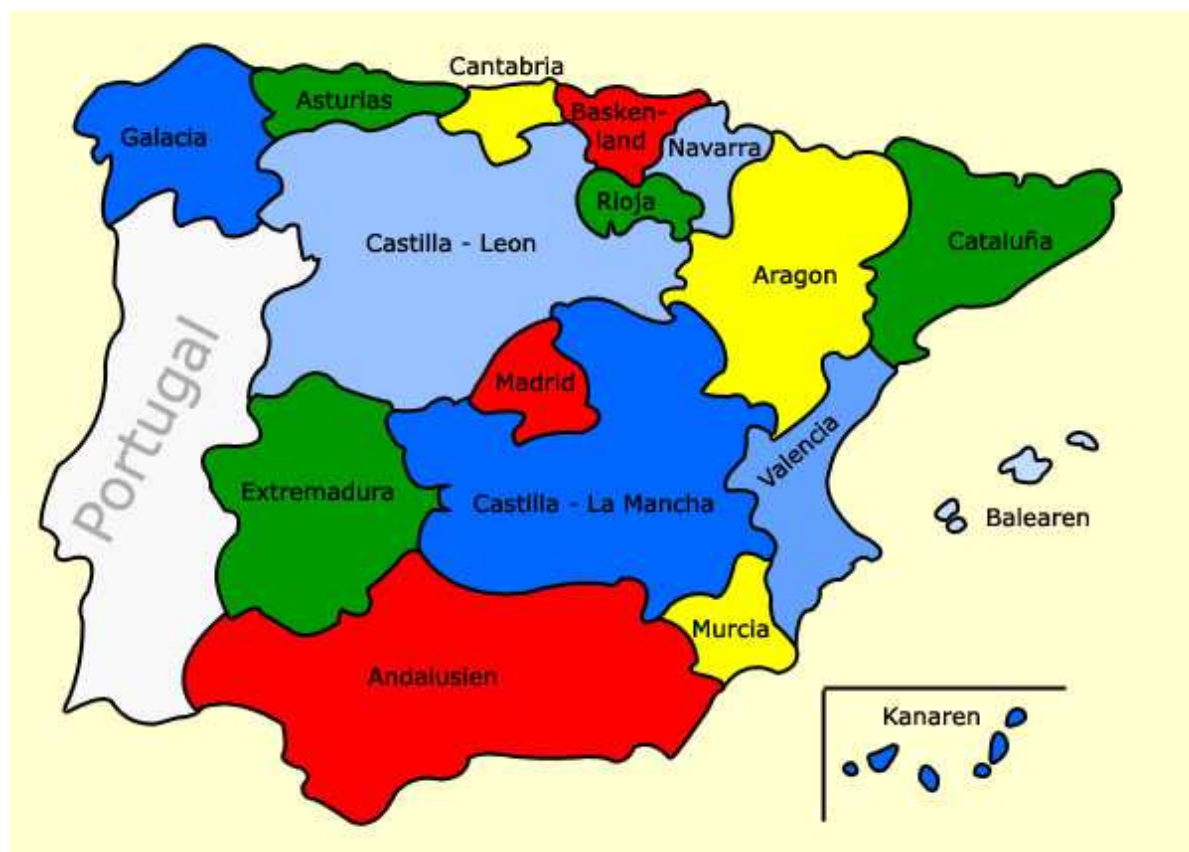 Cantabria
Asturias
Basken-
land
Galacia
Navarra
Rioja
Castilla - Leon
Cataluña
Aragon
Portugal
Madrid
Valencia
Extremadura
Castilla - La Mancha
Balearen
Murcia
Andalusien
Kanaren